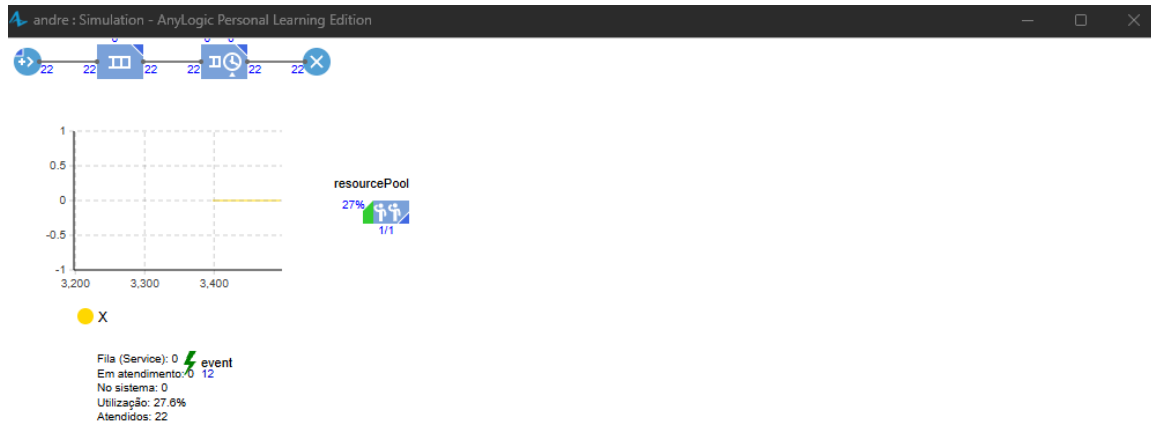 andre : Simulation - AnyLogic Personal Learning Edition
0 0 0
22 22 22 22 22 22
1
0.5
0
-0.5
-1
3,200 3,300 3,400
X
resourcePool
27%
1/1
Fila (Service): 0
event
Em atendimento: 0 12
No sistema: 0
Utilização: 27.6%
Atendidos: 22